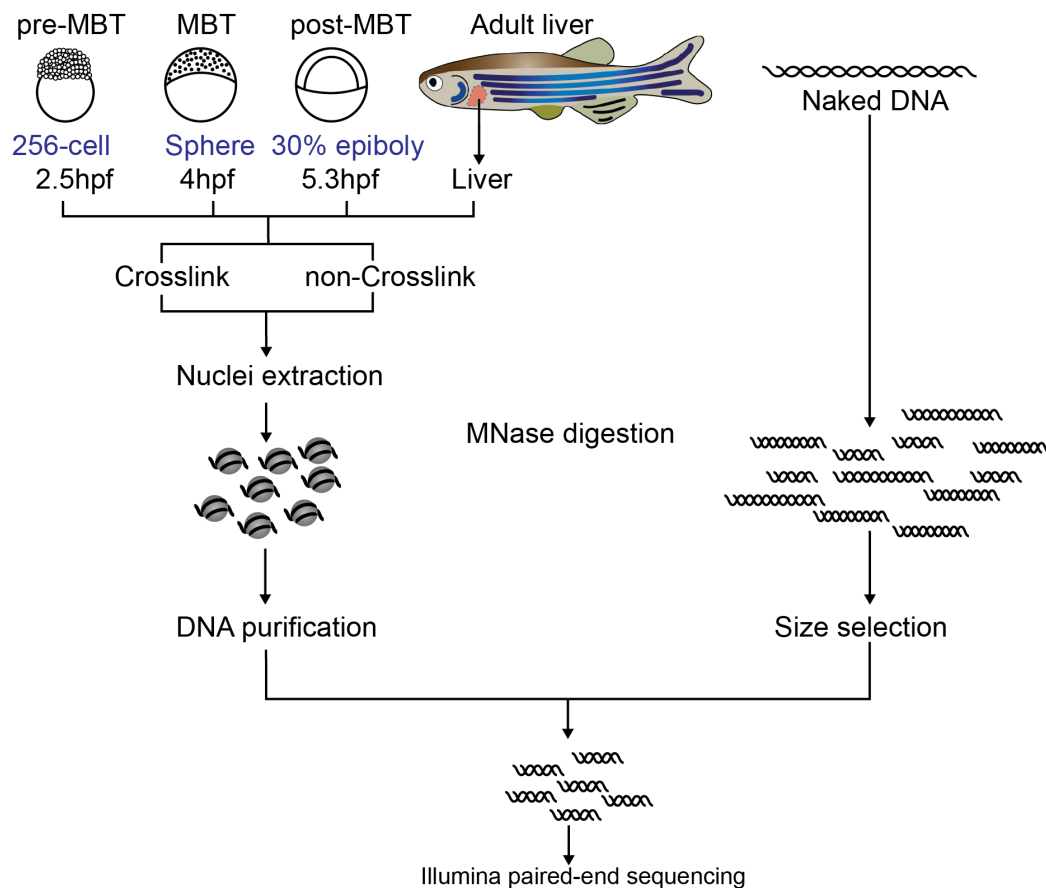 pre-MBT MBT post-MBT Adult liver
Naked DNA
256-cell Sphere 30% epiboly
2.5hpf 4hpf 5.3hpf Liver
Crosslink non-Crosslink
Nuclei extraction
MNase digestion
DNA purification Size selection
Illumina paired-end sequencing